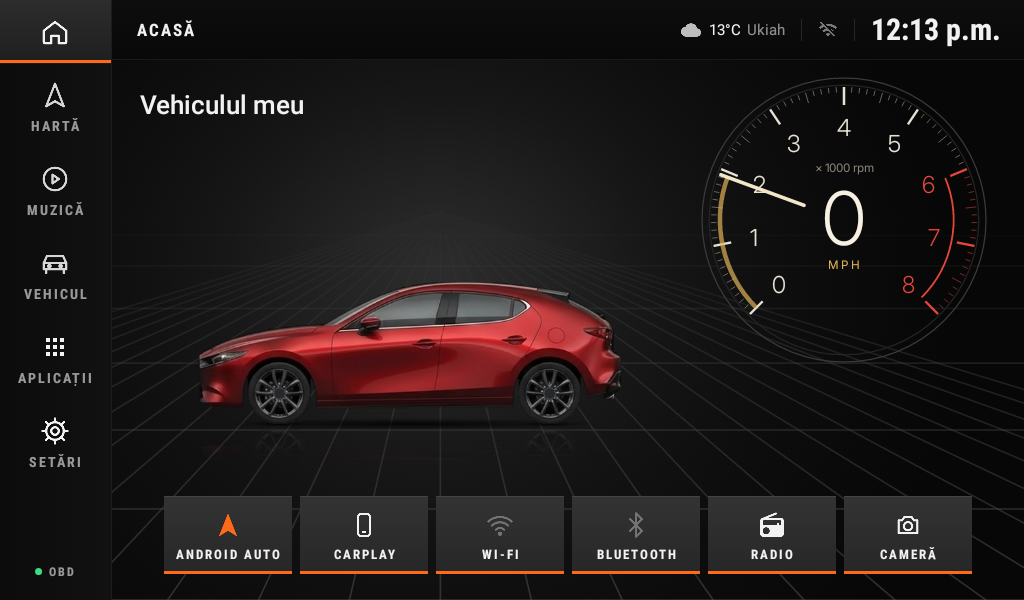 ACASĂ
13°C Ukiah
12:13 p.m.
HARTĂ
MUZICĂ
VEHICUL
APLICAȚII
SETĂRI
OBD
Vehiculul meu
4
3
5
× 1000 rpm
2
6
0
1
7
MPH
0
8
ANDROID AUTO
CARPLAY
WI-FI
BLUETOOTH
RADIO
CAMERĂ